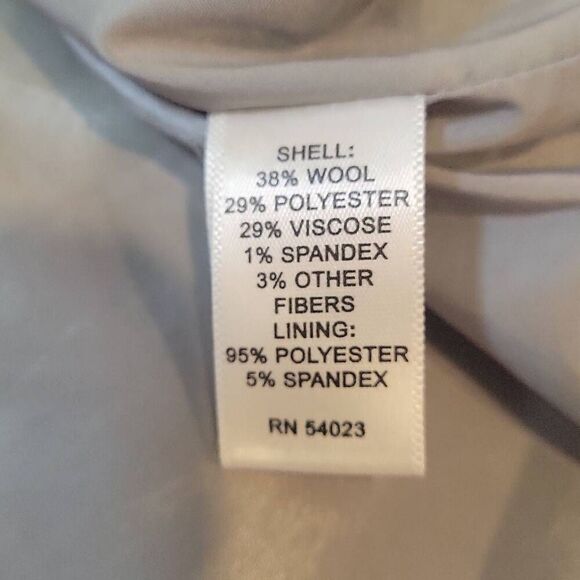 SHELL:
38% WOOL
29% POLYESTER
29% VISCOSE
1% SPANDEX
3% OTHER
FIBERS
LINING:
95% POLYESTER
5% SPANDEX
RN 54023